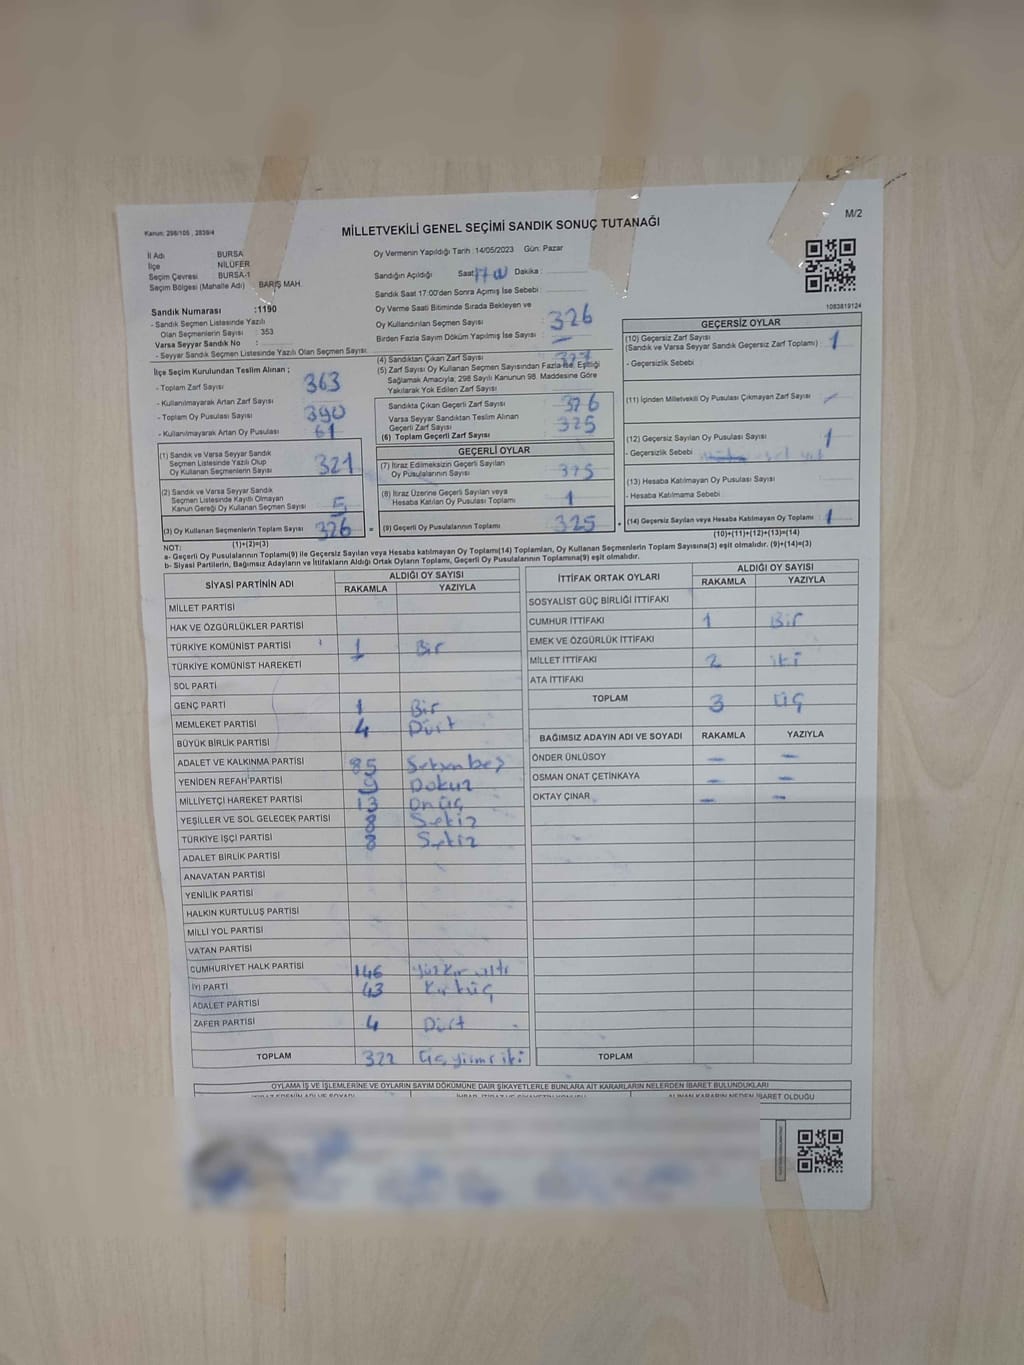 Kanun: 298/105 , 2839/4
MİLLETVEKİLİ GENEL SEÇİMİ SANDIK SONUÇ TUTANAĞI
M/2
İl Adı : BURSA
İlçe : NİLÜFER
Seçim Çevresi : BURSA-1
Seçim Bölgesi (Mahalle Adı) : BARIŞ MAH.
Oy Vermenin Yapıldığı Tarih : 14/05/2023 Gün: Pazar
Sandığın Açıldığı Saat : Dakika :
Sandık Saat 17:00'den Sonra Açımış İse Sebebi :
Sandık Numarası : 1190
- Sandık Seçmen Listesinde Yazılı
Olan Seçmenlerin Sayısı : 353
Varsa Seyyar Sandık No :
- Seyyar Sandık Seçmen Listesinde Yazılı Olan Seçmen Sayısı:
Oy Verme Saati Bitiminde Sırada Bekleyen ve
Oy Kullandırılan Seçmen Sayısı : 326
Birden Fazla Sayım Döküm Yapılmış İse Sayısı :
1083819124
İlçe Seçim Kurulundan Teslim Alınan ;
- Toplam Zarf Sayısı : 363
- Kullanılmayarak Artan Zarf Sayısı :
- Toplam Oy Pusulası Sayısı : 390
- Kullanılmayarak Artan Oy Pusulası : 61
(1) Sandık ve Varsa Seyyar Sandık
Seçmen Listesinde Yazılı Olup
Oy Kullanan Seçmenlerin Sayısı : 321
(2) Sandık ve Varsa Seyyar Sandık
Seçmen Listesinde Kaydı Olmayan
Kanun Gereği Oy Kullanan Seçmen Sayısı : 5
(3) Oy Kullanan Seçmenlerin Toplam Sayısı : 326
(1)+(2)=(3)
(4) Sandıktan Çıkan Zarf Sayısı : 327
(5) Zarf Sayısı Oy Kullanan Seçmen Sayısından Fazla İse, Eşitliği
Sağlamak Amacıyla; 298 Sayılı Kanunun 98. Maddesine Göre
Yakılarak Yok Edilen Zarf Sayısı :
Sandıkta Çıkan Geçerli Zarf Sayısı : 326
Varsa Seyyar Sandıktan Teslim Alınan
Geçerli Zarf Sayısı : 325
(6) Toplam Geçerli Zarf Sayısı
GEÇERLİ OYLAR
(7) İtiraz Edilmeksizin Geçerli Sayılan
Oy Pusulalarının Sayısı :
(8) İtiraz Üzerine Geçerli Sayılan veya
Hesaba Katılan Oy Pusulası Toplamı : 1
= (9) Geçerli Oy Pusulalarının Toplamı : 325
GEÇERSİZ OYLAR
(10) Geçersiz Zarf Sayısı
(Sandık ve Varsa Seyyar Sandık Geçersiz Zarf Toplamı) : 1
- Geçersizlik Sebebi :
(11) İçinden Milletvekili Oy Pusulası Çıkmayan Zarf Sayısı :
(12) Geçersiz Sayılan Oy Pusulası Sayısı : 1
- Geçersizlik Sebebi :
(13) Hesaba Katılmayan Oy Pusulası Sayısı :
- Hesaba Katılmama Sebebi :
+ (14) Geçersiz Sayılan veya Hesaba Katılmayan Oy Toplamı : 1
(10)+(11)+(12)+(13)=(14)
NOT:
a- Geçerli Oy Pusulalarının Toplamı(9) ile Geçersiz Sayılan veya Hesaba katılmayan Oy Toplamı(14) Toplamları, Oy Kullanan Seçmenlerin Toplam Sayısına(3) eşit olmalıdır. (9)+(14)=(3)
b- Siyasi Partilerin, Bağımsız Adayların ve İttifakların Aldığı Ortak Oyların Toplamı, Geçerli Oy Pusulalarının Toplamına(9) eşit olmalıdır.
SİYASİ PARTİNİN ADI ALDIĞI OY SAYISI
RAKAMLA YAZIYLA
MİLLET PARTİSİ
HAK VE ÖZGÜRLÜKLER PARTİSİ
TÜRKİYE KOMÜNİST PARTİSİ 1 Bir
TÜRKİYE KOMÜNİST HAREKETİ
SOL PARTİ
GENÇ PARTİ 1 Bir
MEMLEKET PARTİSİ 4 Dört
BÜYÜK BİRLİK PARTİSİ
ADALET VE KALKINMA PARTİSİ 85 Seksenbeş
YENİDEN REFAH PARTİSİ 9 Dokuz
MİLLİYETÇİ HAREKET PARTİSİ 13 Onüç
YEŞİLLER VE SOL GELECEK PARTİSİ 8 Sekiz
TÜRKİYE İŞÇİ PARTİSİ 8 Sekiz
ADALET BİRLİK PARTİSİ
ANAVATAN PARTİSİ
YENİLİK PARTİSİ
HALKIN KURTULUŞ PARTİSİ
MİLLİ YOL PARTİSİ
VATAN PARTİSİ
CUMHURİYET HALK PARTİSİ 146 Yüzkırkaltı
İYİ PARTİ 43 Kırküç
ADALET PARTİSİ
ZAFER PARTİSİ 4 Dört
TOPLAM 322
İTTİFAK ORTAK OYLARI ALDIĞI OY SAYISI
RAKAMLA YAZIYLA
SOSYALİST GÜÇ BİRLİĞİ İTTİFAKI
CUMHUR İTTİFAKI 1 Bir
EMEK VE ÖZGÜRLÜK İTTİFAKI
MİLLET İTTİFAKI 2 iki
ATA İTTİFAKI
TOPLAM 3 ÜÇ
BAĞIMSIZ ADAYIN ADI VE SOYADI RAKAMLA YAZIYLA
ÖNDER ÜNLÜSOY - -
OSMAN ONAT ÇETİNKAYA - -
OKTAY ÇINAR - -
TOPLAM
OYLAMA İŞ VE İŞLEMLERİNE VE OYLARIN SAYIM DÖKÜMÜNE DAİR ŞİKAYETLERLE BUNLARA AİT KARARLARIN NELERDEN İBARET BULUNDUKLARI
ALINAN KARARIN NEDEN İBARET OLDUĞU